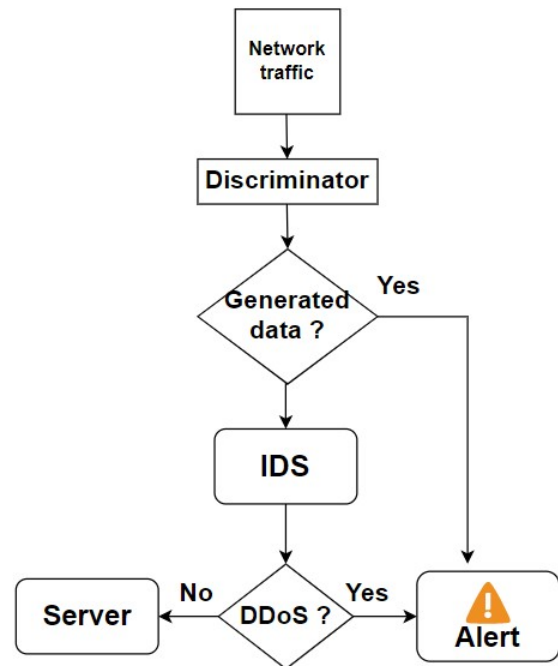 Network
traffic
Discriminator
Yes
Generated
data ?
IDS
Server
No
DDoS ?
Yes
Alert